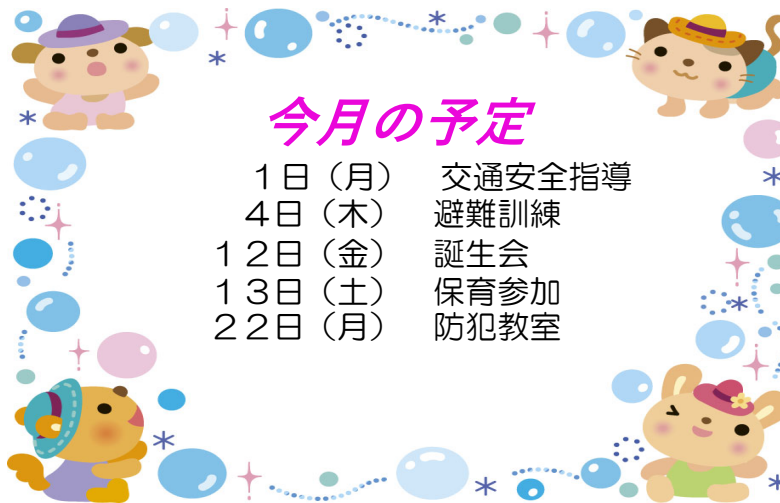 今月の予定
１日（月）　交通安全指導
４日（木）　避難訓練
１２日（金）　誕生会
１３日（土）　保育参加
２２日（月）　防犯教室